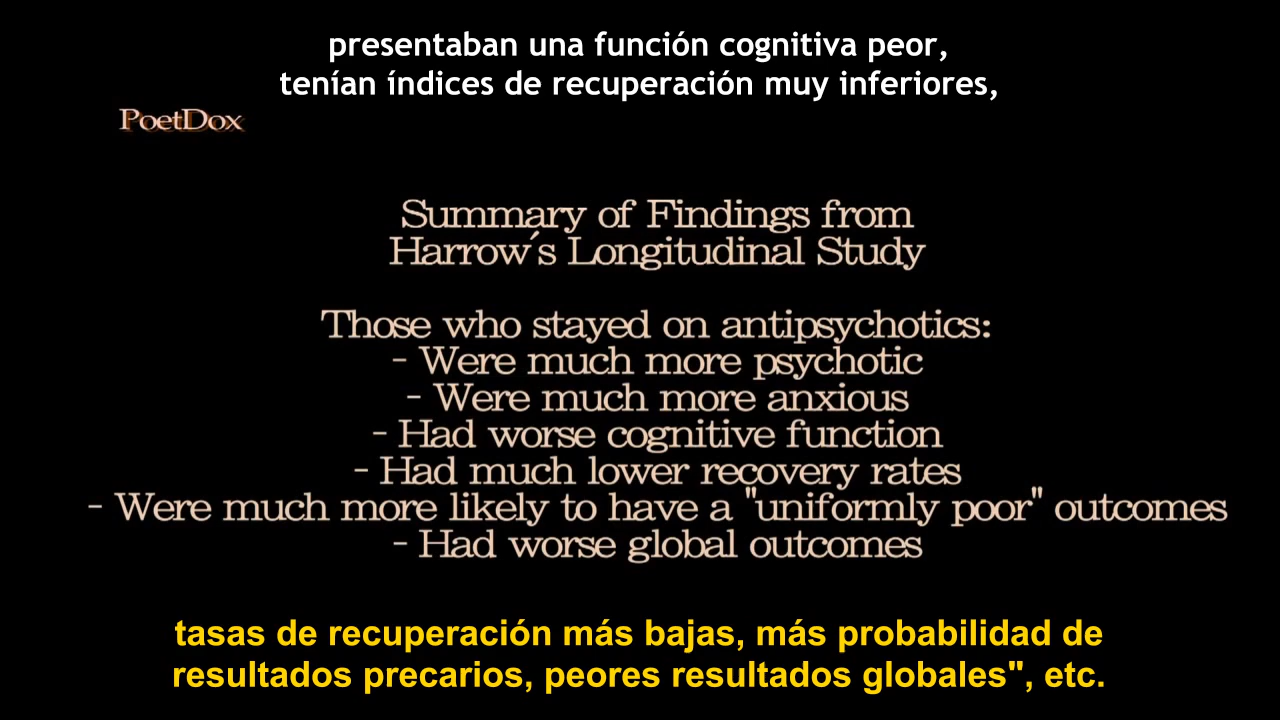 presentaban una función cognitiva peor,
tenían índices de recuperación muy inferiores,
PoetDox
Summary of Findings from
Harrow´s Longitudinal Study
Those who stayed on antipsychotics:
- Were much more psychotic
- Were much more anxious
- Had worse cognitive function
- Had much lower recovery rates
- Were much more likely to have a "uniformly poor" outcomes
- Had worse global outcomes
tasas de recuperación más bajas, más probabilidad de
resultados precarios, peores resultados globales", etc.